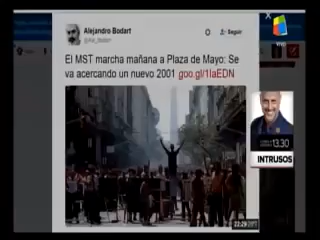 Alejandro Bodart
Seguir
El MST marcha mañana a Plaza de Mayo: Se
va acercando un nuevo 2001 goo.gl/1IaEDN
13.30
INTRUSOS
22:29